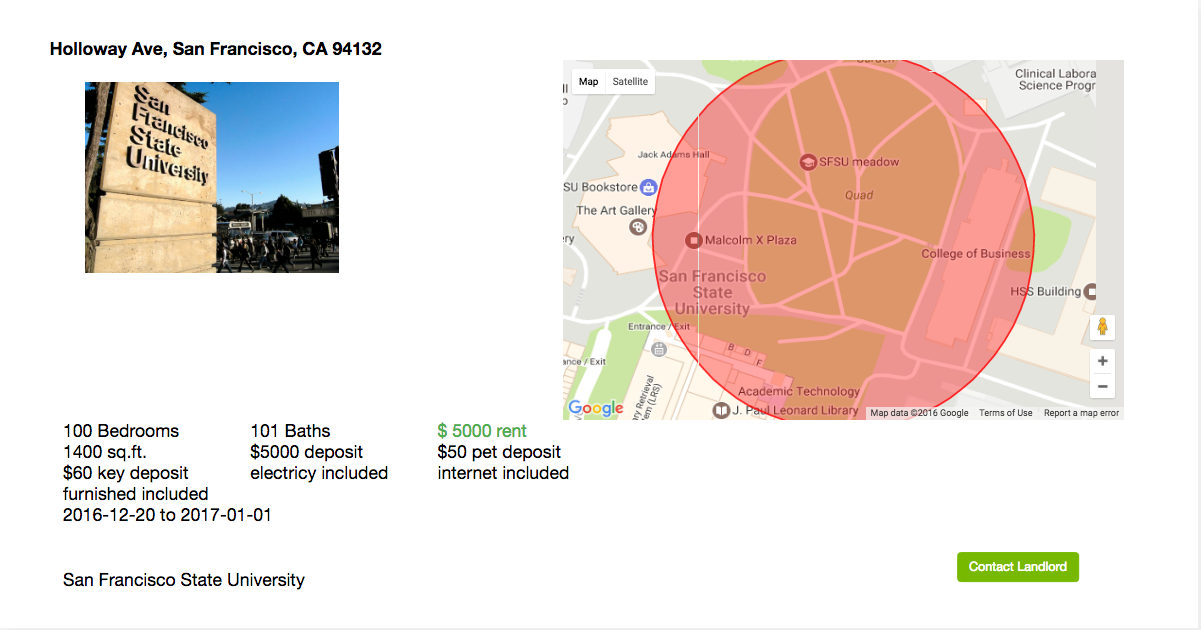 Holloway Ave, San Francisco, CA 94132
San
Francisco
State
University
Map Satellite
Clinical Labora
Science Progr
Jack Adams Hall
SFSU meadow
SU Bookstore
Quad
The Art Gallery
ery
Malcolm X Plaza
College of Business
San Francisco
State
University
HSS Building
Entrance / Exit
B D F
ance / Exit
Academic Technology
ary Retrieval
tem (LRS)
J. Paul Leonard Library
Google
Map data ©2016 Google Terms of Use Report a map error
100 Bedrooms 101 Baths $ 5000 rent
1400 sq.ft. $5000 deposit $50 pet deposit
$60 key deposit electricy included internet included
furnished included
2016-12-20 to 2017-01-01
San Francisco State University
Contact Landlord